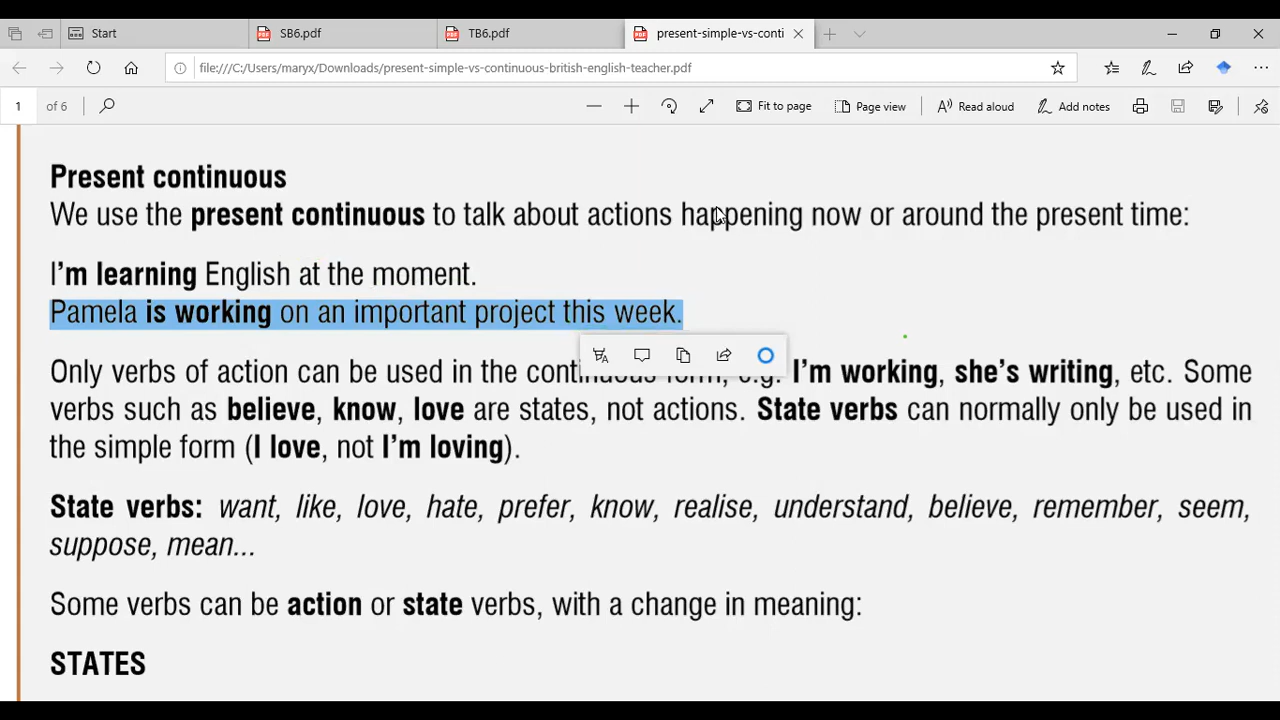 Start
SB6.pdf
TB6.pdf
present-simple-vs-conti
file:///C:/Users/maryx/Downloads/present-simple-vs-continuous-british-english-teacher.pdf
1 of 6
Fit to page
Page view
Read aloud
Add notes
Present continuous
We use the present continuous to talk about actions happening now or around the present time:
I'm learning English at the moment.
Pamela is working on an important project this week.
Only verbs of action can be used in the continuous form, e.g. I'm working, she's writing, etc. Some
verbs such as believe, know, love are states, not actions. State verbs can normally only be used in
the simple form (I love, not I'm loving).
State verbs: want, like, love, hate, prefer, know, realise, understand, believe, remember, seem,
suppose, mean...
Some verbs can be action or state verbs, with a change in meaning:
STATES